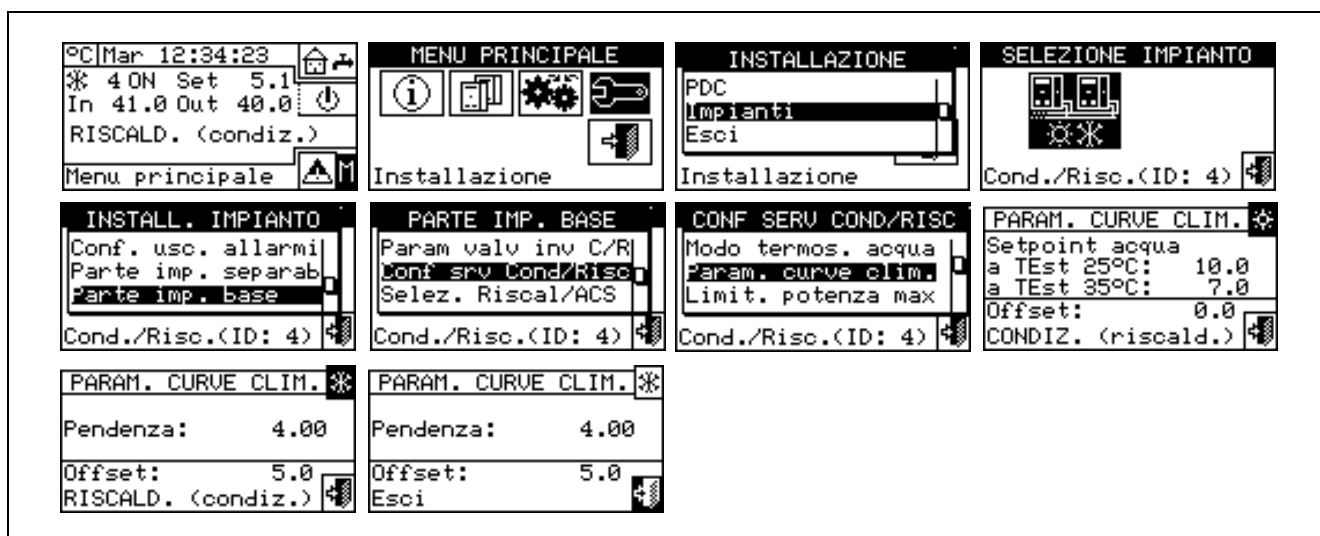 °C Mar 12:34:23
4 ON Set 5.1
In 41.0 Out 40.0
RISCALD. (condiz.)
Menu principale M
MENU PRINCIPALE
i
Installazione
INSTALLAZIONE
PDC
Impianti
Esci
Installazione
SELEZIONE IMPIANTO
Cond./Risc.(ID: 4)
INSTALL. IMPIANTO
Conf. usc. allarmi
Parte imp. separab
Parte imp. base
Cond./Risc.(ID: 4)
PARTE IMP. BASE
Param valv inv C/R
Conf srv Cond/Risc
Selez. Riscal/ACS
Cond./Risc.(ID: 4)
CONF SERV COND/RISC
Modo termos. acqua
Param. curve clim.
Limit. potenza max
Cond./Risc.(ID: 4)
PARAM. CURVE CLIM.
Setpoint acqua
a TEst 25°C: 10.0
a TEst 35°C: 7.0
Offset: 0.0
CONDIZ. (riscald.)
PARAM. CURVE CLIM.
Pendenza: 4.00
Offset: 5.0
RISCALD. (condiz.)
PARAM. CURVE CLIM.
Pendenza: 4.00
Offset: 5.0
Esci